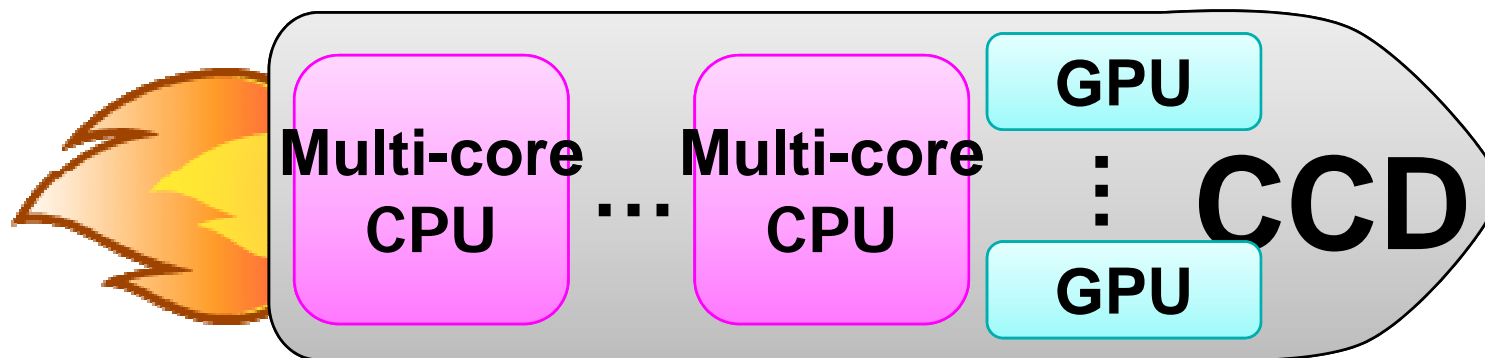 Multi-core
CPU
...
Multi-core
CPU
GPU
⋮
GPU
CCD